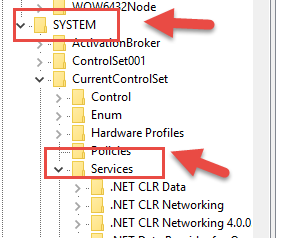 WOW6432Node
SYSTEM
ActivationBroker
ControlSet001
CurrentControlSet
Control
Enum
Hardware Profiles
Policies
Services
.NET CLR Data
.NET CLR Networking
.NET CLR Networking 4.0.0